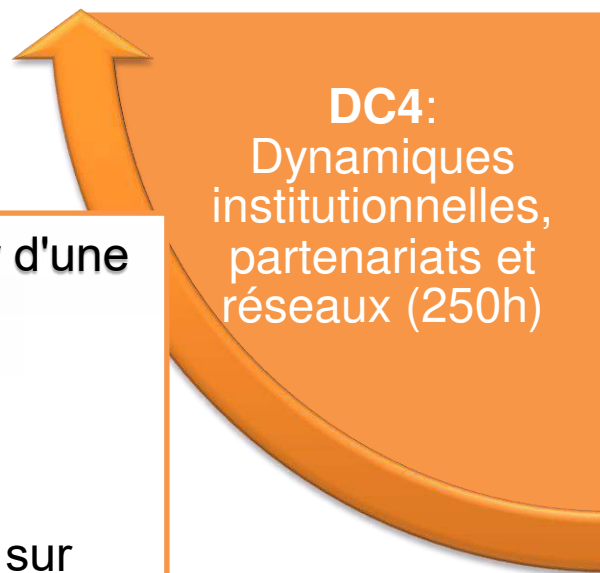 DC4:
Dynamiques
institutionnelles,
partenariats et
réseaux (250h)
d'une
sur